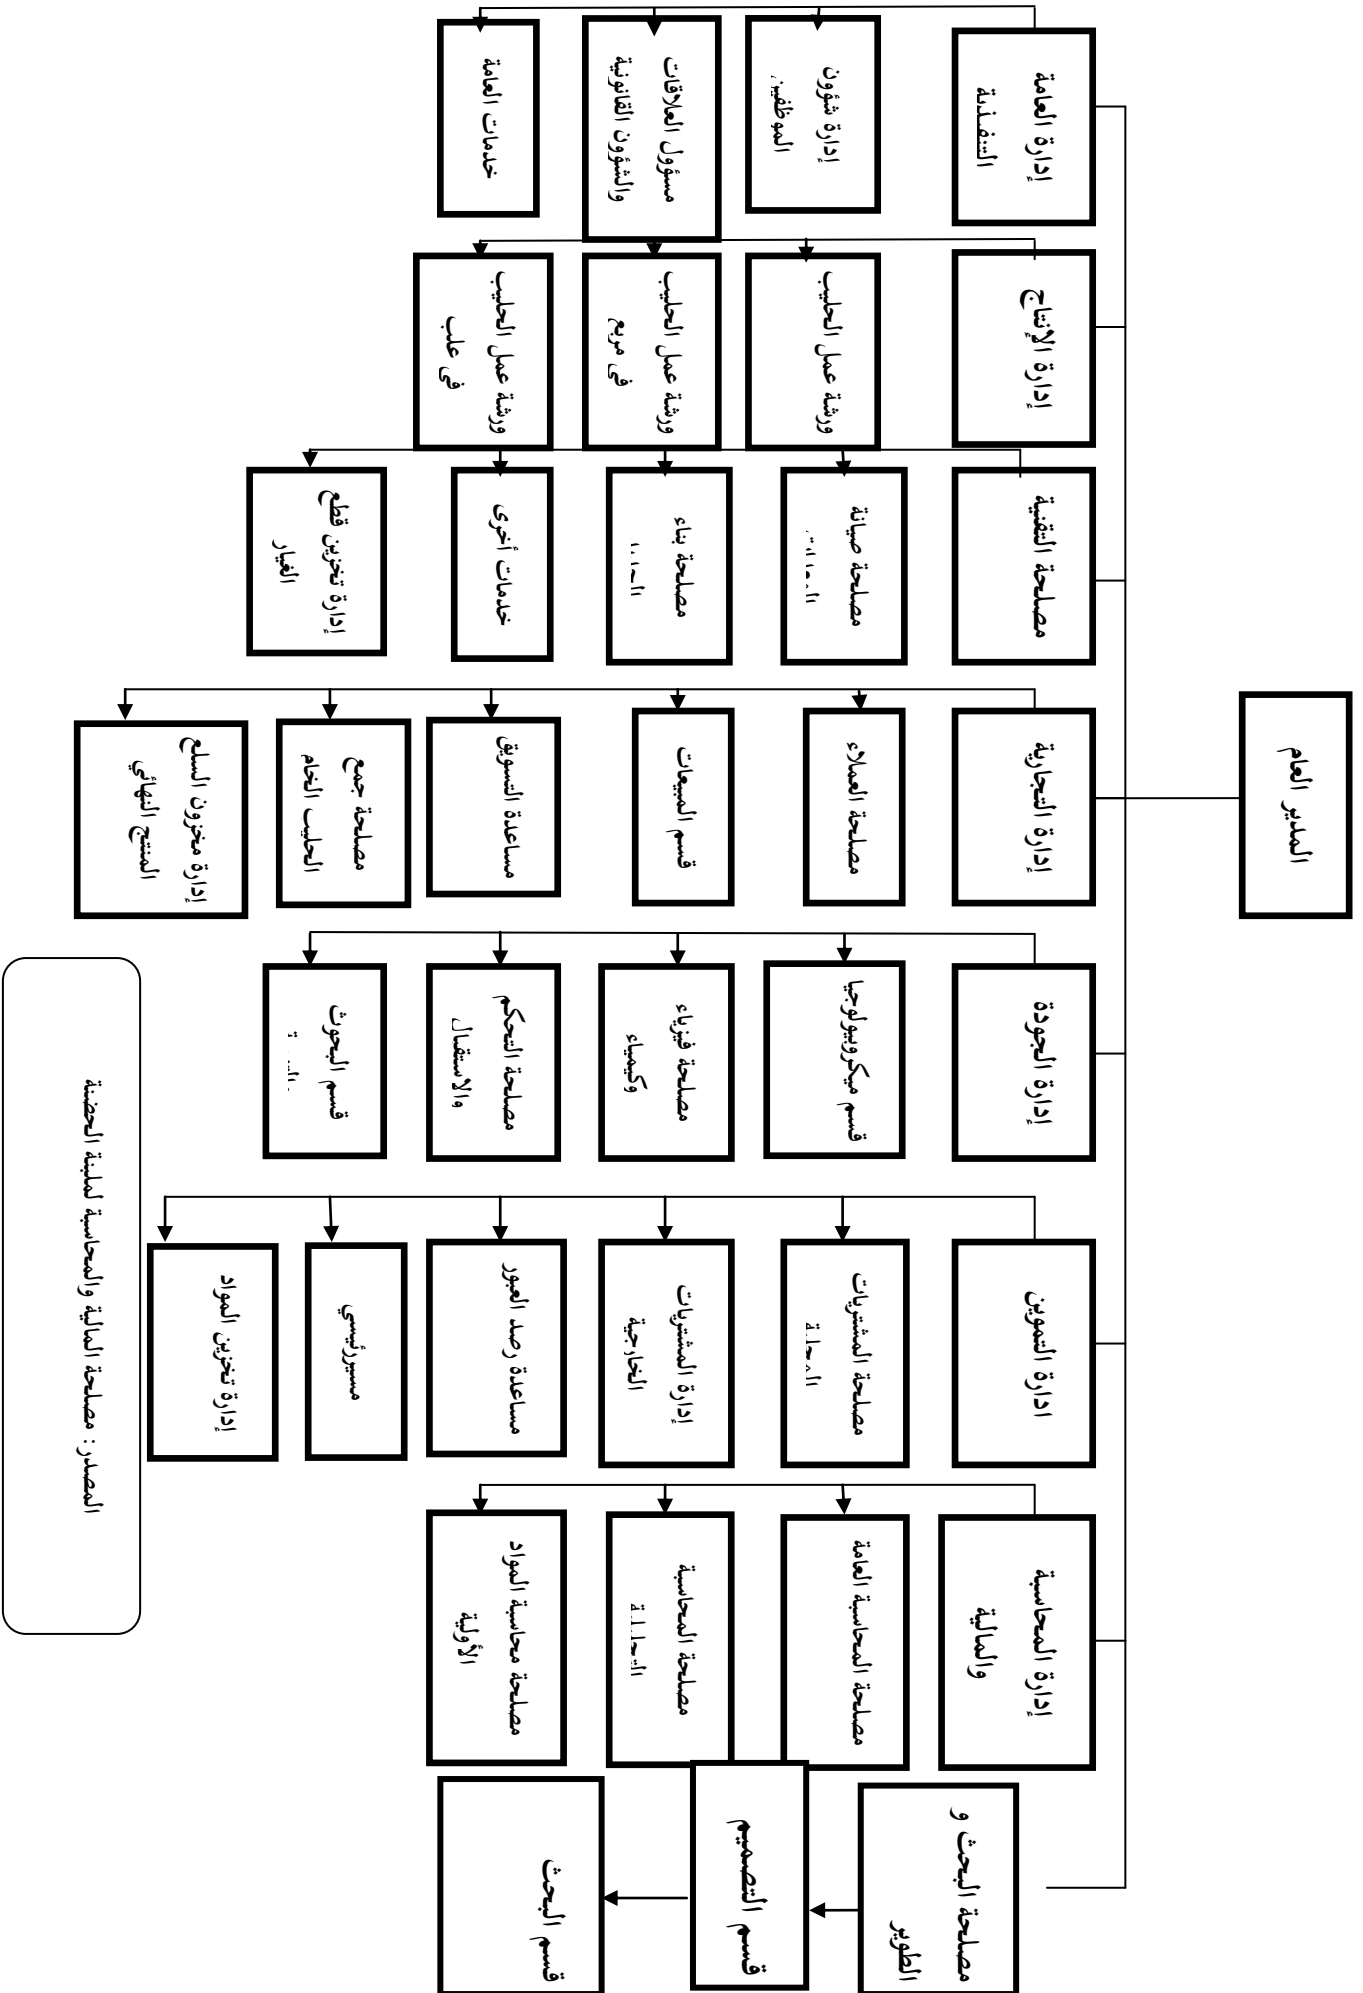 المدير العام
إدارة العامة
إدارة شؤون
مسؤول العلاقات
والشؤون القانونية
خدمات العامة
إدارة الإنتاج
ورشة عمل الحليب
ورشة عمل الحليب
في مربع
ورشة عمل الحليب
في علب
مصلحة التقنية
مصلحة صيانة
مصلحة بناء
خدمات أخرى
إدارة تخزين قطع
الغيار
إدارة التجارية
مصلحة العملاء
قسم المبيعات
مساعدة التسويق
مصلحة جمع
الحليب الخام
إدارة مخزون السلع
المنتج النهائي
إدارة الجودة
قسم ميكروبيولوجيا
مصلحة فيزياء
وكيمياء
مصلحة التحكم
قسم البحوث
ادارة التموين
مصلحة المشتريات
إدارة المشتريات
الخارجية
مساعدة رصد العبور
مسيررئيسي
إدارة تخزين المواد
إدارة المحاسبة
والمالية
مصلحة المحاسبة العامة
مصلحة المحاسبة
مصلحة محاسبة المواد
الأولية
مصلحة البحث و
الطوير
قسم التصميم
قسم البحث
المصدر: مصلحة المالية والمحاسبة لملبنة الحضنة